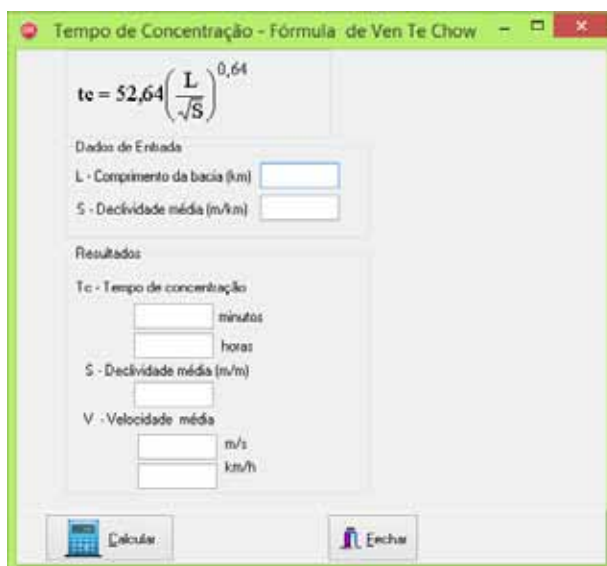 Tempo de Concentração - Fórmula de Ven Te Chow
tc = 52,64 (L/√S)^0,64
Dados de Entrada
L - Comprimento da bacia (km)
S - Declividade média (m/km)
Resultados
Tc - Tempo de concentração
minutos
horas
S - Declividade média (m/m)
V - Velocidade média
m/s
km/h
Calcular
Fechar